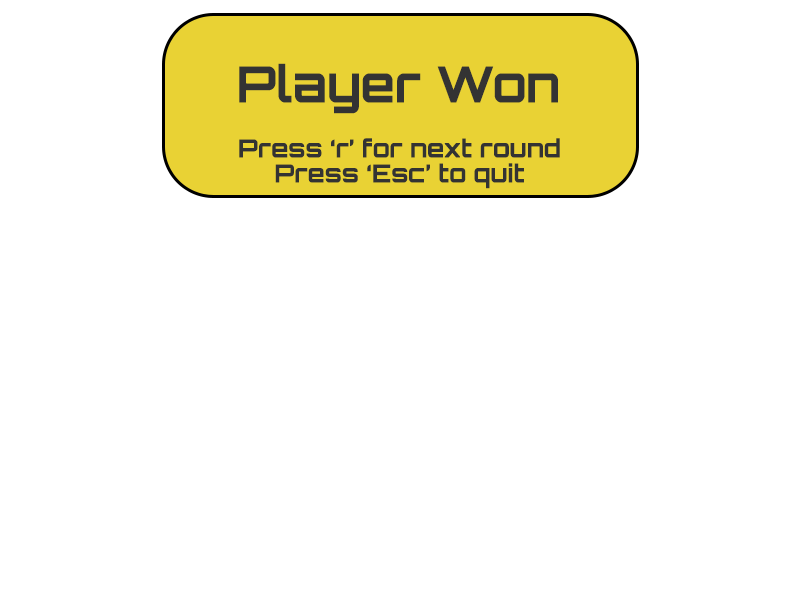 Player Won
Press ‘r’ for next round
Press ‘Esc’ to quit